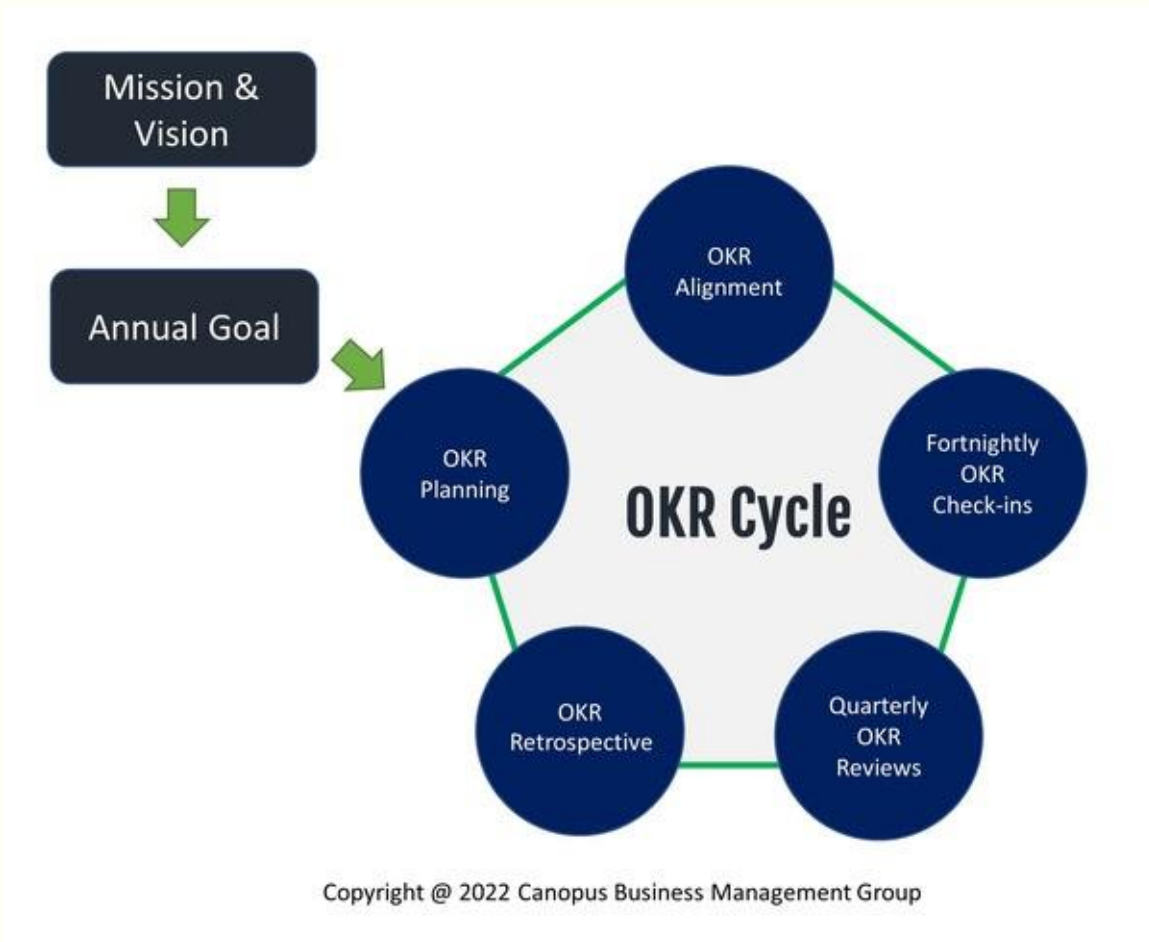 Mission &
Vision
Annual Goal
OKR
Alignment
OKR
Planning
Fortnightly
OKR
Check-ins
OKR Cycle
OKR
Retrospective
Quarterly
OKR
Reviews
Copyright @ 2022 Canopus Business Management Group